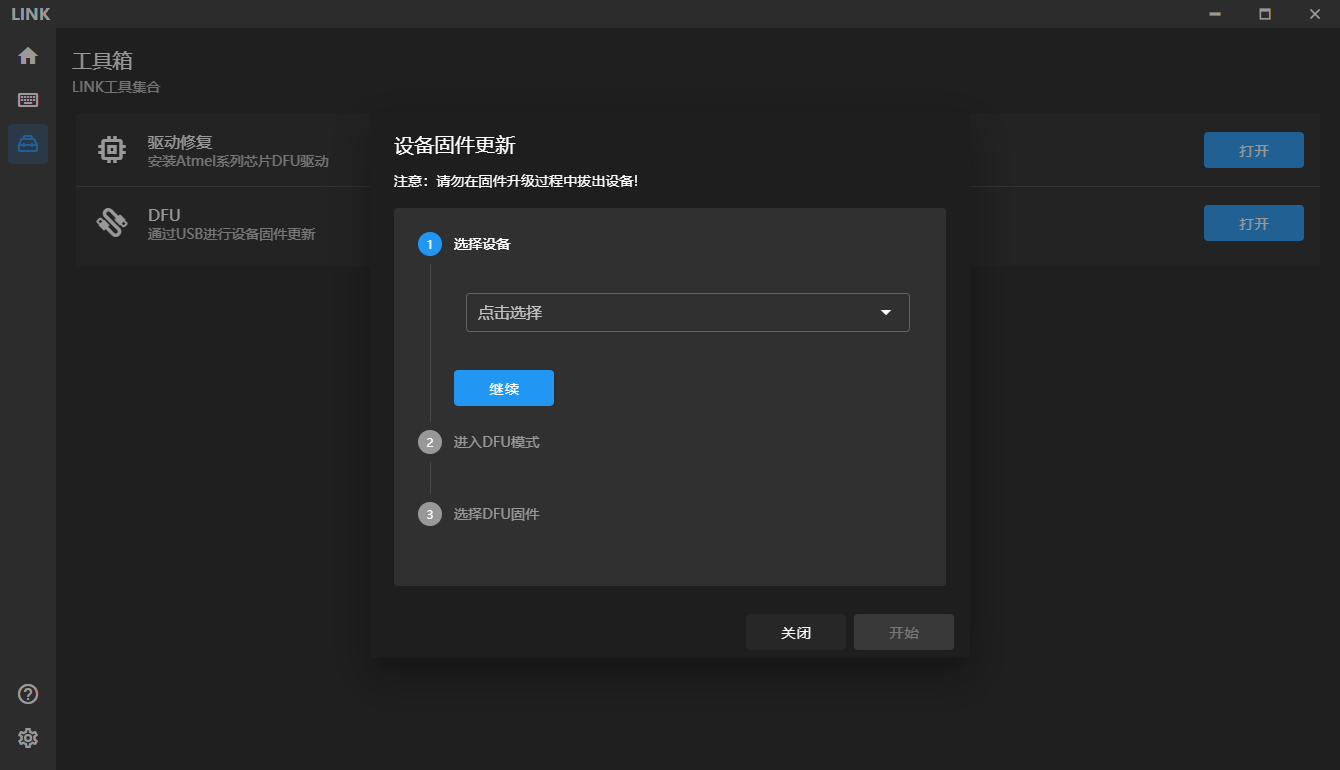 LINK
工具箱
LINK工具集合
驱动修复
安装Atmel系列芯片DFU驱动
打开
DFU
通过USB进行设备固件更新
打开
设备固件更新
注意：请勿在固件升级过程中拔出设备!
1 选择设备
点击选择
继续
2 进入DFU模式
3 选择DFU固件
关闭 开始